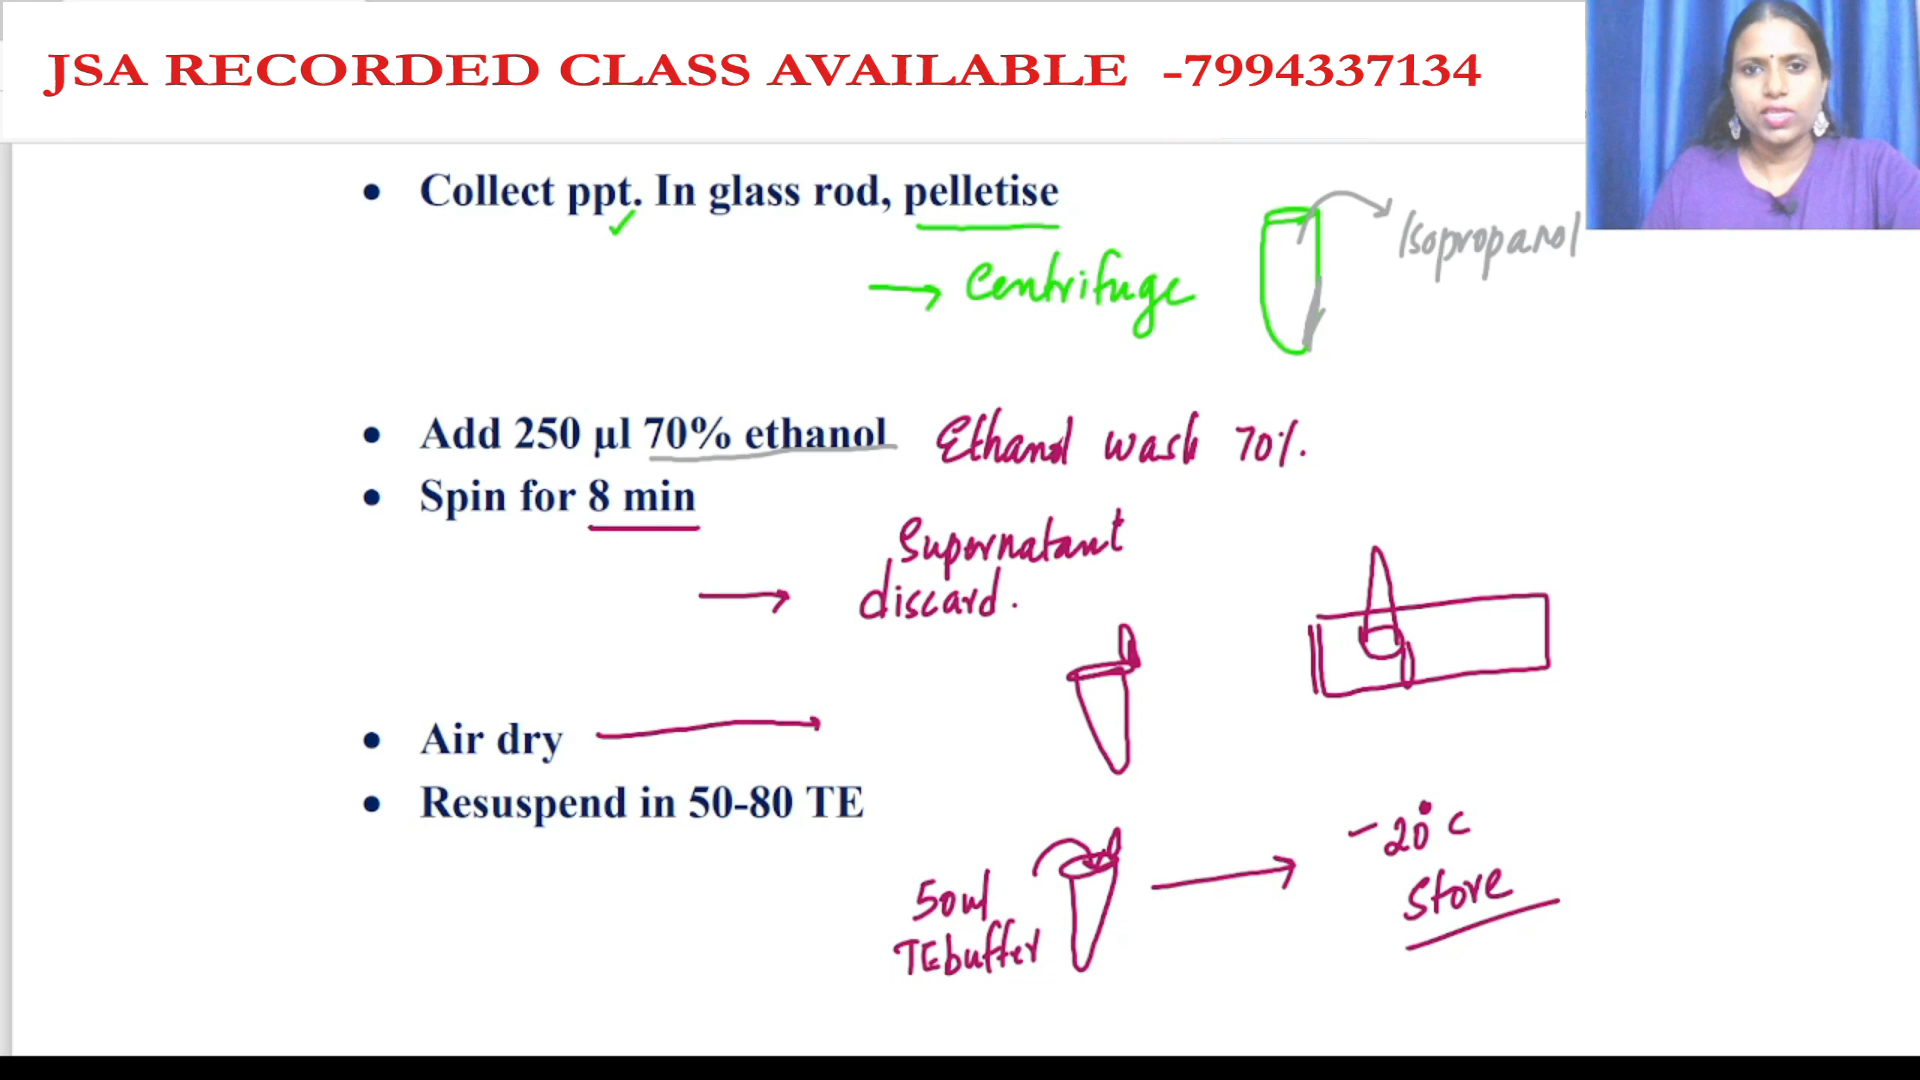 JSA RECORDED CLASS AVAILABLE -7994337134
• Collect ppt. In glass rod, pelletise
Isopropanol
→ Centrifuge
• Add 250 µl 70% ethanol
Ethanol wash 70%.
• Spin for 8 min
Supernatant
→ discard.
• Air dry
• Resuspend in 50-80 TE
-20°C
Store
50ul
TE buffer